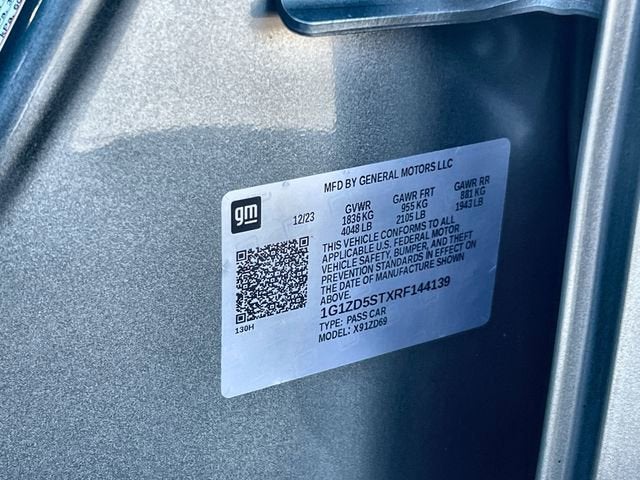 MFD BY GENERAL MOTORS LLC
gm
12/23
GVWR GAWR FRT GAWR RR
1836 KG 955 KG 881 KG
4048 LB 2105 LB 1943 LB
THIS VEHICLE CONFORMS TO ALL
APPLICABLE U.S. FEDERAL MOTOR
VEHICLE SAFETY, BUMPER, AND THEFT
PREVENTION STANDARDS IN EFFECT ON
THE DATE OF MANUFACTURE SHOWN
ABOVE.
1G1ZD5STXRF144139
TYPE: PASS CAR
MODEL: X91ZD69
130H